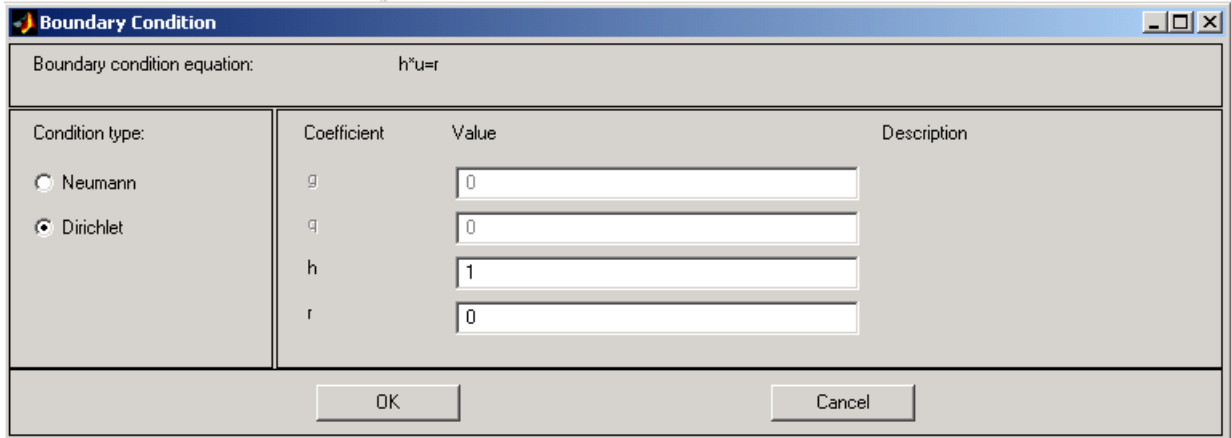 Boundary Condition
Boundary condition equation: h*u=r
Condition type:
Neumann
Dirichlet
Coefficient Value Description
g 0
q 0
h 1
r 0
OK Cancel